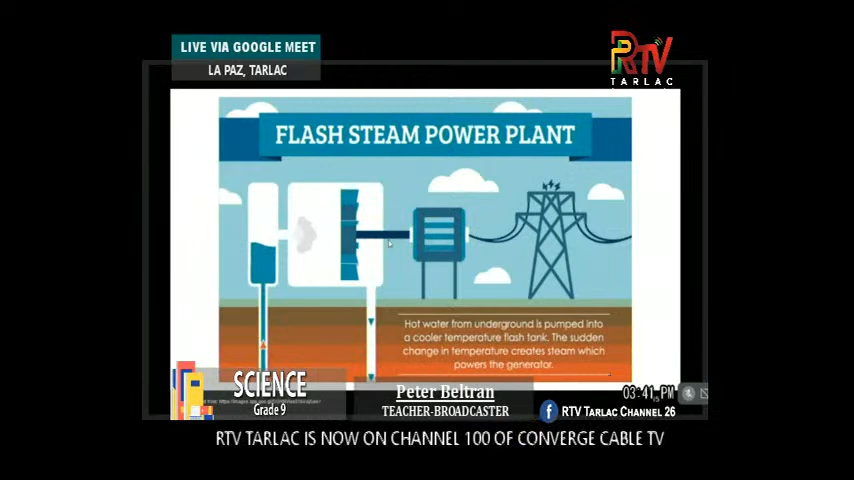 LIVE VIA GOOGLE MEET
LA PAZ, TARLAC
RTV
TARLAC
FLASH STEAM POWER PLANT
Hot water from underground is pumped into
a cooler temperature flash tank. The sudden
change in temperature creates steam which
powers the generator.
SCIENCE
Grade 9
Peter Beltran
TEACHER-BROADCASTER
03:41 PM
RTV TARLAC CHANNEL 26
RTV TARLAC IS NOW ON CHANNEL 100 OF CONVERGE CABLE TV